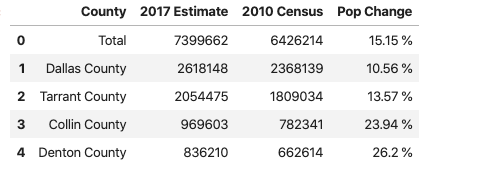 County 2017 Estimate 2010 Census Pop Change
0 Total 7399662 6426214 15.15 %
1 Dallas County 2618148 2368139 10.56 %
2 Tarrant County 2054475 1809034 13.57 %
3 Collin County 969603 782341 23.94 %
4 Denton County 836210 662614 26.2 %